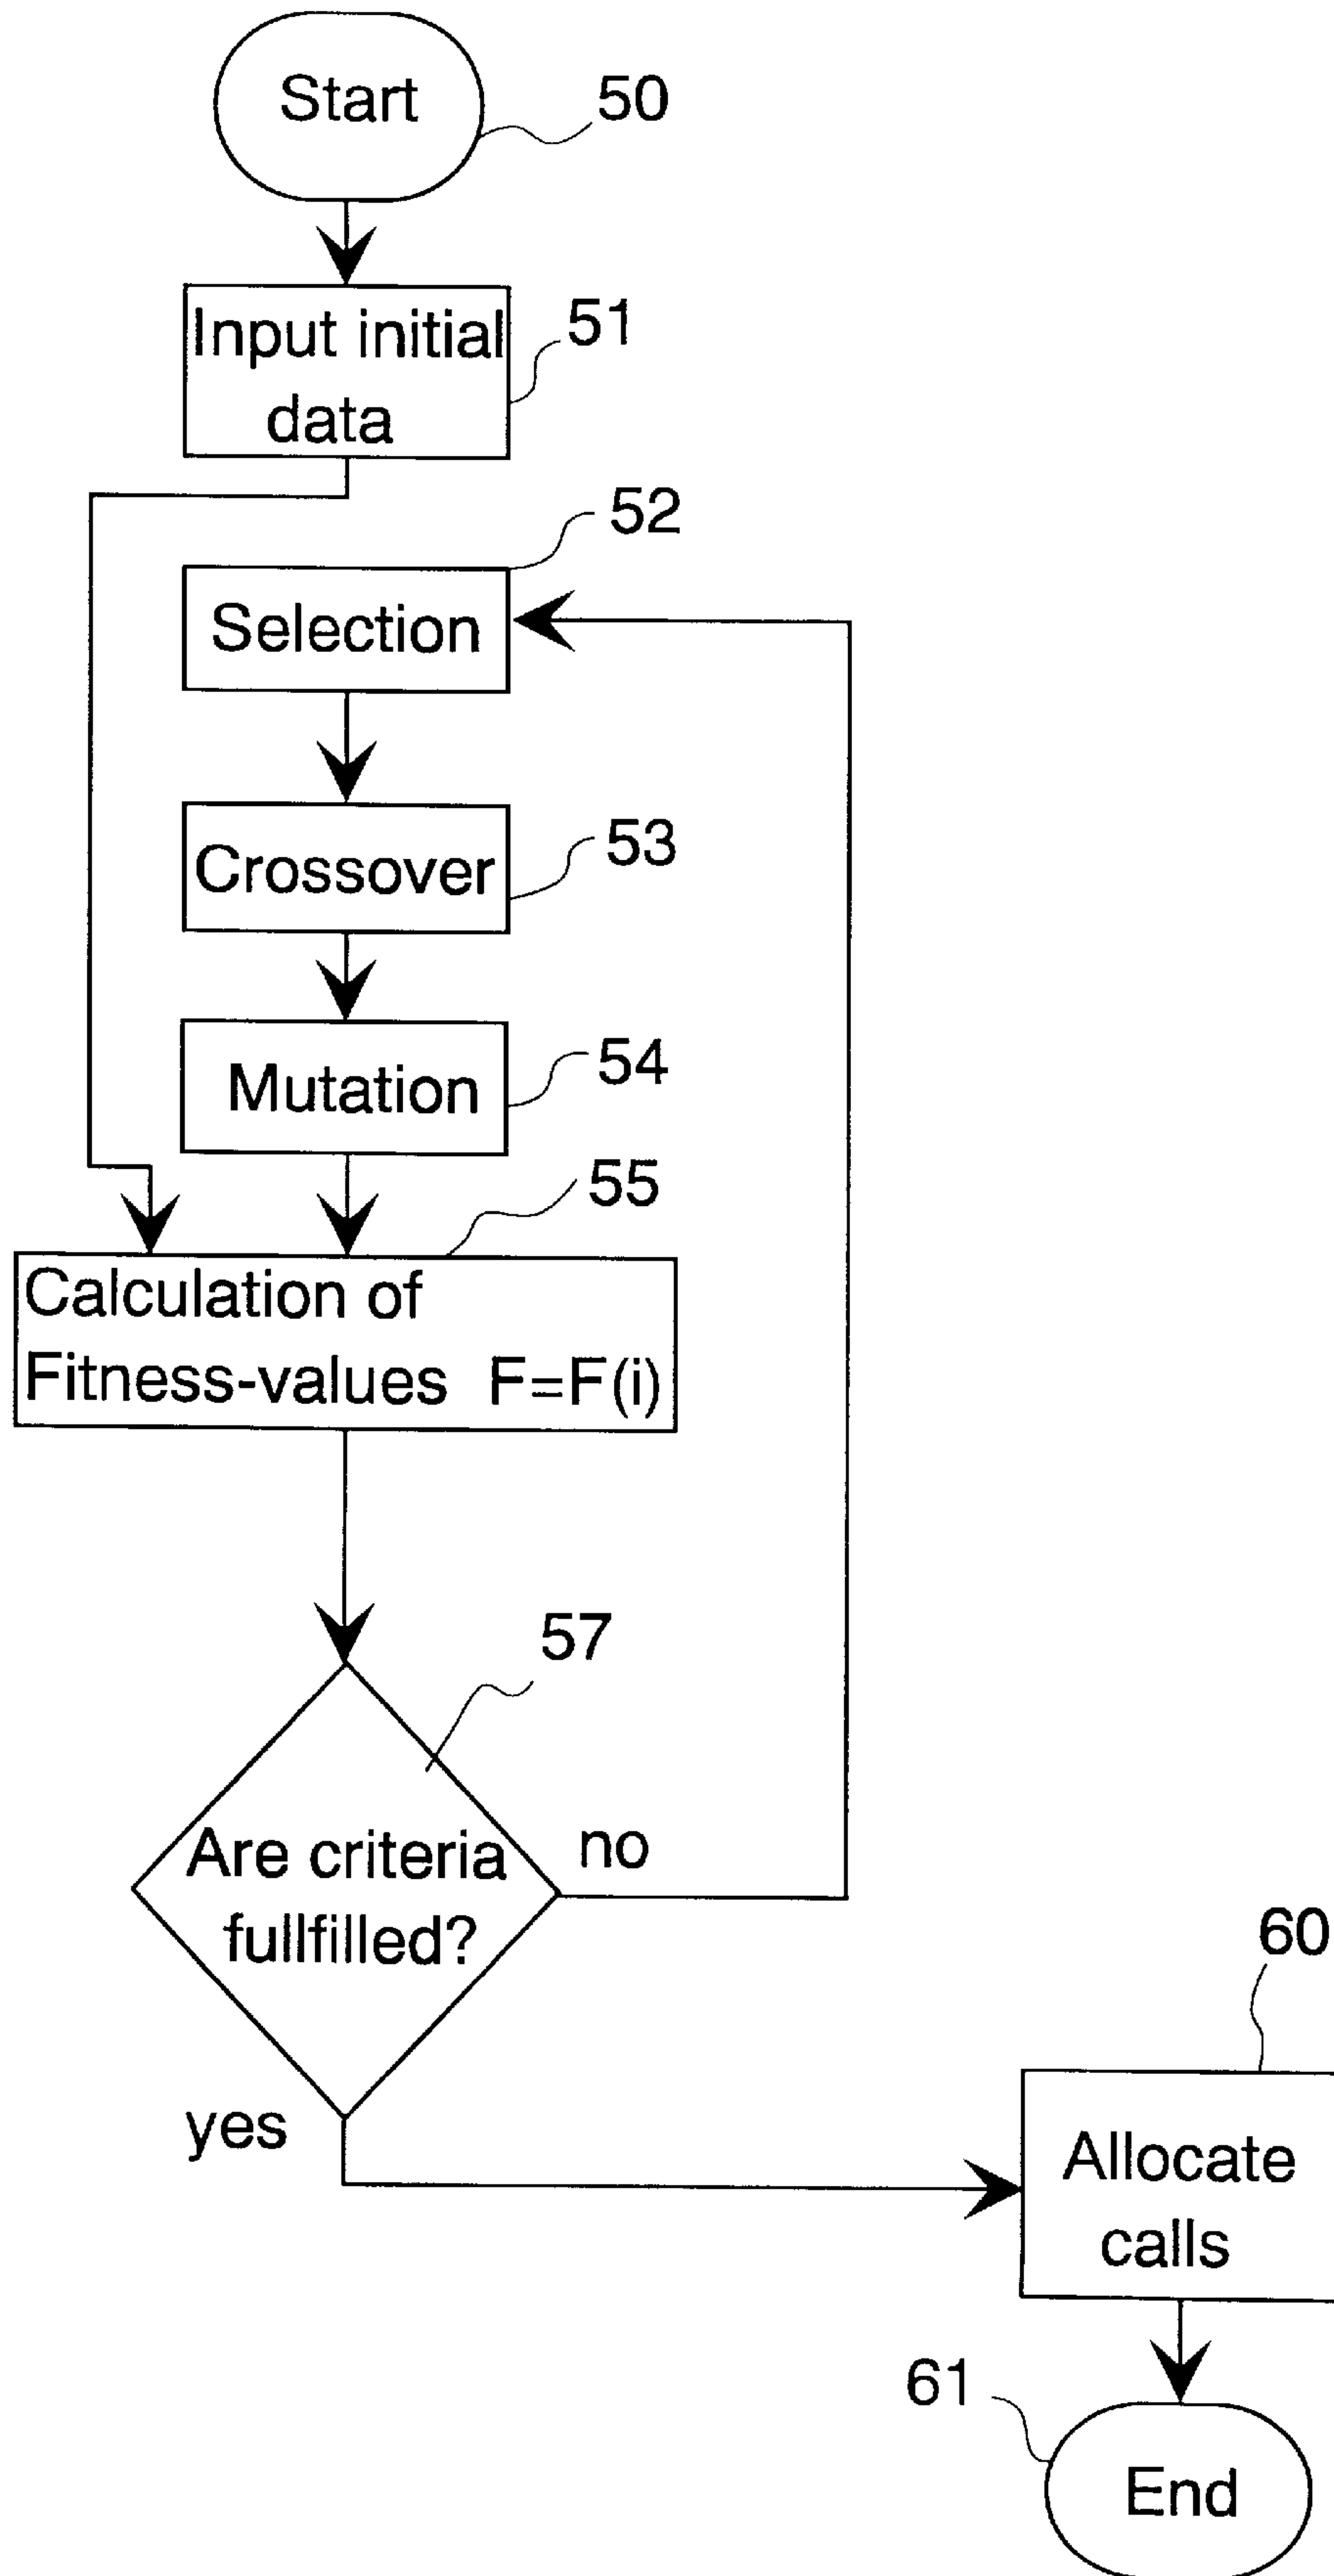 Start
50
Input initial
data
51
52
Selection
Crossover
53
Mutation
54
55
Calculation of
Fitness-values F=F(i)
57
Are criteria
fullfilled?
no
yes
60
Allocate
calls
61
End